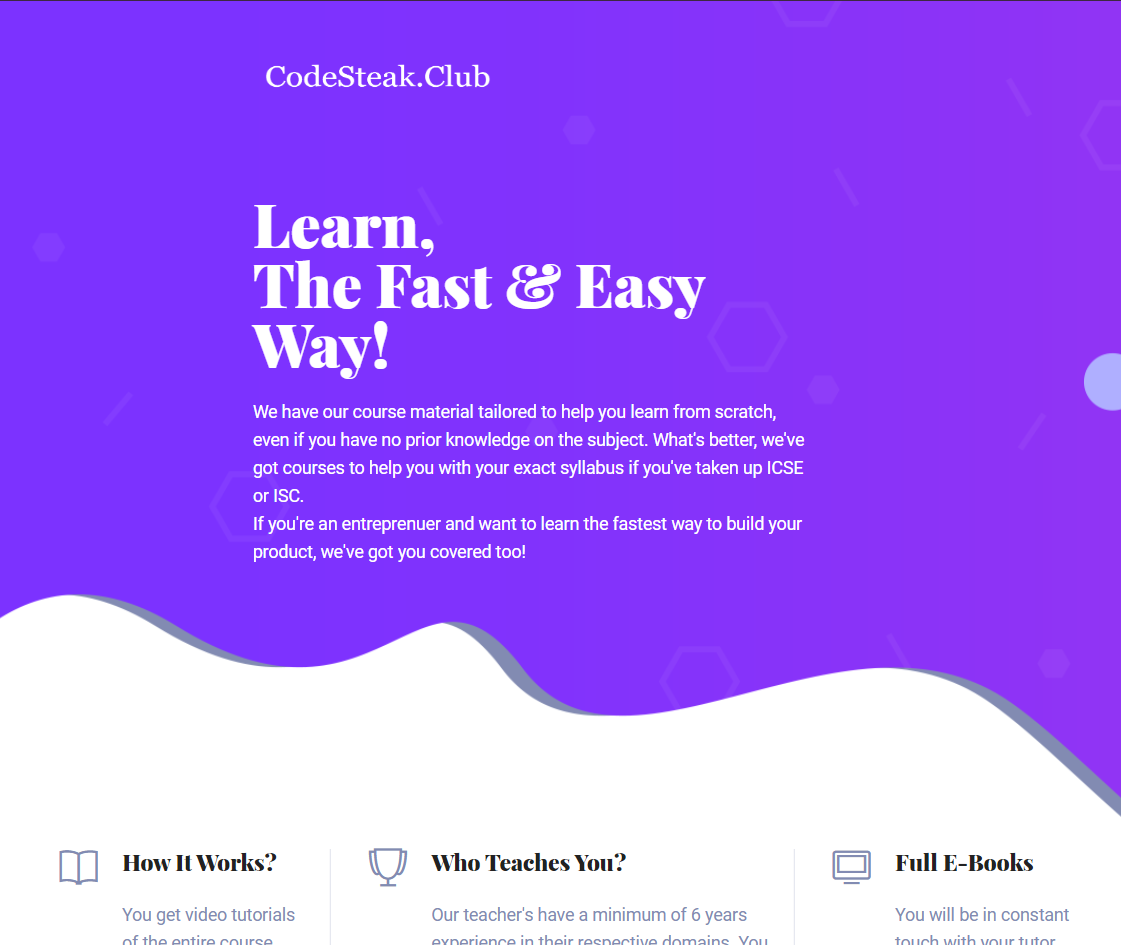 CodeSteak.Club
Learn,
The Fast & Easy
Way!
We have our course material tailored to help you learn from scratch,
even if you have no prior knowledge on the subject. What's better, we've
got courses to help you with your exact syllabus if you've taken up ICSE
or ISC.
If you're an entreprenuer and want to learn the fastest way to build your
product, we've got you covered too!
How It Works?
You get video tutorials
of the entire course
Who Teaches You?
Our teacher's have a minimum of 6 years
experience in their respective domains. You
Full E-Books
You will be in constant
touch with your tutor